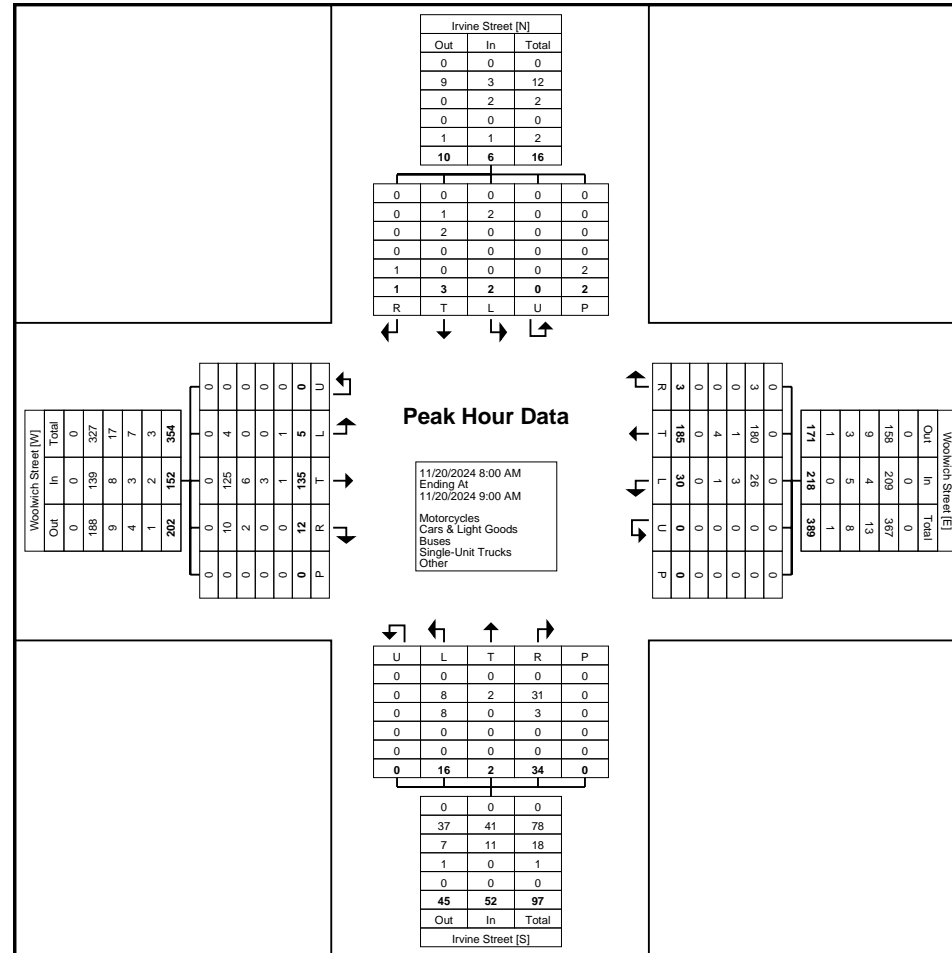 Irvine Street [N]
Out In Total
0 0 0
9 3 12
0 2 2
0 0 0
1 1 2
10 6 16
0 0 0 0 0
0 1 2 0 0
0 2 0 0 0
0 0 0 0 0
1 0 0 0 2
1 3 2 0 2
R T L U P
Woolwich Street [W]
Out In Total
0 0 0
188 139 327
9 8 17
4 3 7
1 2 3
202 152 354
0 0 0 0 0
0 4 125 10 0
0 0 6 2 0
0 0 3 0 0
0 1 1 0 0
0 5 135 12 0
U L T R P
Peak Hour Data
11/20/2024 8:00 AM
Ending At
11/20/2024 9:00 AM
Motorcycles
Cars & Light Goods
Buses
Single-Unit Trucks
Other
Woolwich Street [E]
Out In Total
0 0 0
158 209 367
9 4 13
3 5 8
1 0 1
171 218 389
0 0 0 0 0
3 180 26 0 0
0 1 3 0 0
0 4 1 0 0
0 0 0 0 0
3 185 30 0 0
R T L U P
U L T R P
0 0 0 0 0
0 8 2 31 0
0 8 0 3 0
0 0 0 0 0
0 0 0 0 0
0 16 2 34 0
0 0 0
37 41 78
7 11 18
1 0 1
0 0 0
45 52 97
Out In Total
Irvine Street [S]